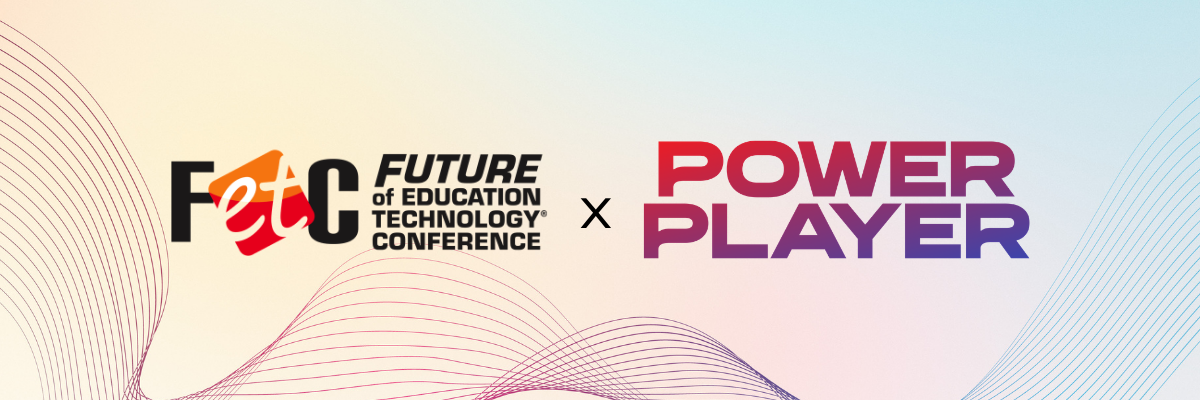 FetC
FUTURE
of EDUCATION
TECHNOLOGY®
CONFERENCE
X
POWER
PLAYER